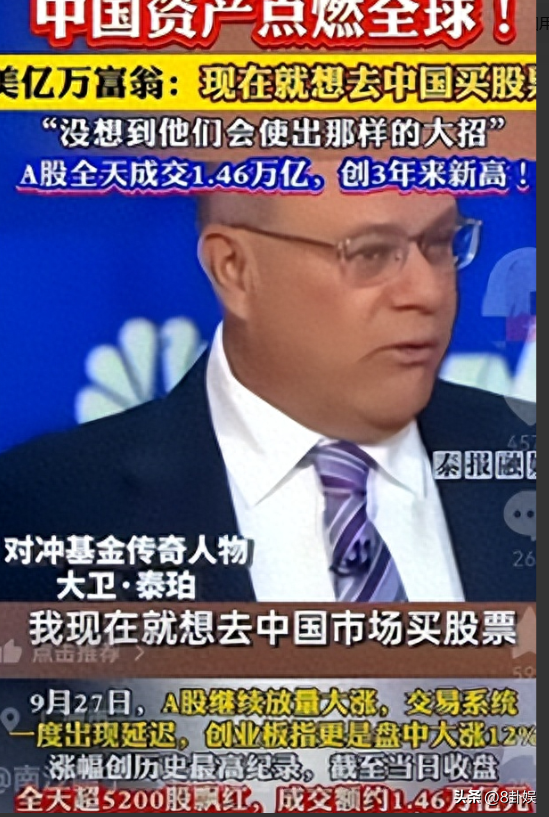 中国资产点燃全球！
美亿万富翁：现在就想去中国买股票
“没想到他们会使出那样的大招”
A股全天成交1.46万亿，创3年来新高！
457
泰报融媒
26
对冲基金传奇人物
大卫·泰珀
我现在就想去中国市场买股票
点击推荐 >
59
9月27日，A股继续放量大涨，交易系统
一度出现延迟，创业板指更是盘中大涨12%
涨幅创历史最高纪录，截至当日收盘
@南
全天超5200股飘红，成交额约1.46万亿元
头条 @8卦娱